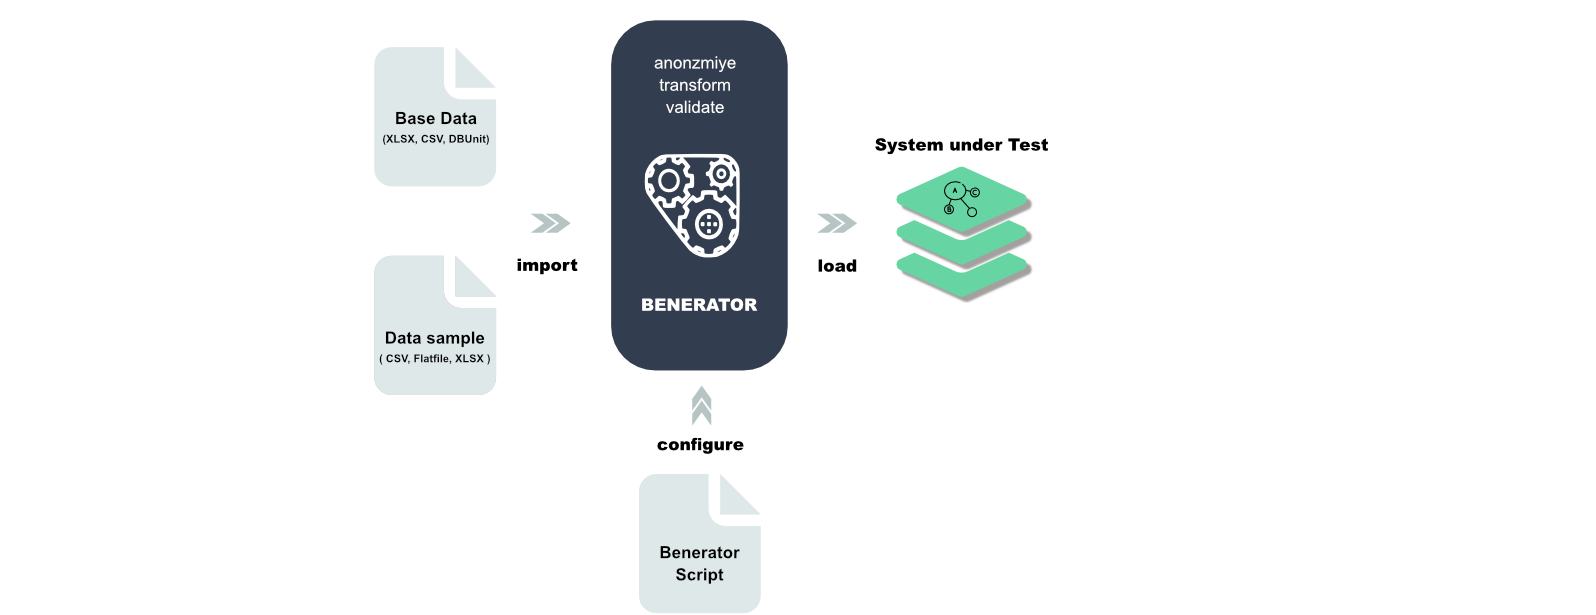 Base Data
(XLSX, CSV, DBUnit)
Data sample
( CSV, Flatfile, XLSX )
import
anonzmiye
transform
validate
BENERATOR
configure
Benerator
Script
load
System under Test
A
C
B